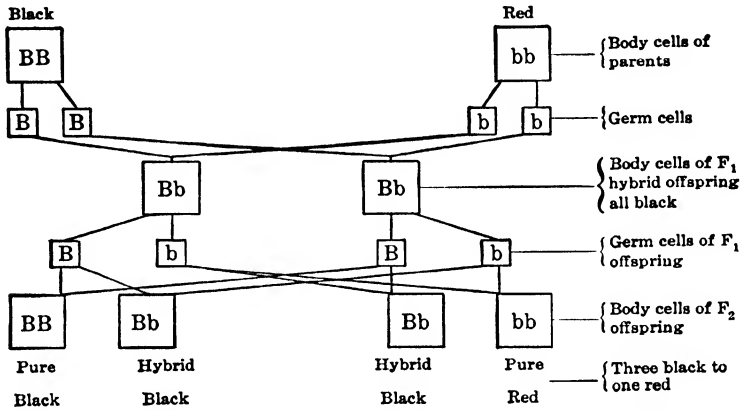 Black
Red
BB
bb
Body cells of
parents
B
B
b
b
Germ cells
Bb
Bb
Body cells of F1
hybrid offspring
all black
B
b
B
b
Germ cells of F1
offspring
BB
Bb
Bb
bb
Body cells of F2
offspring
Pure
Hybrid
Hybrid
Pure
Black
Black
Black
Red
Three black to
one red